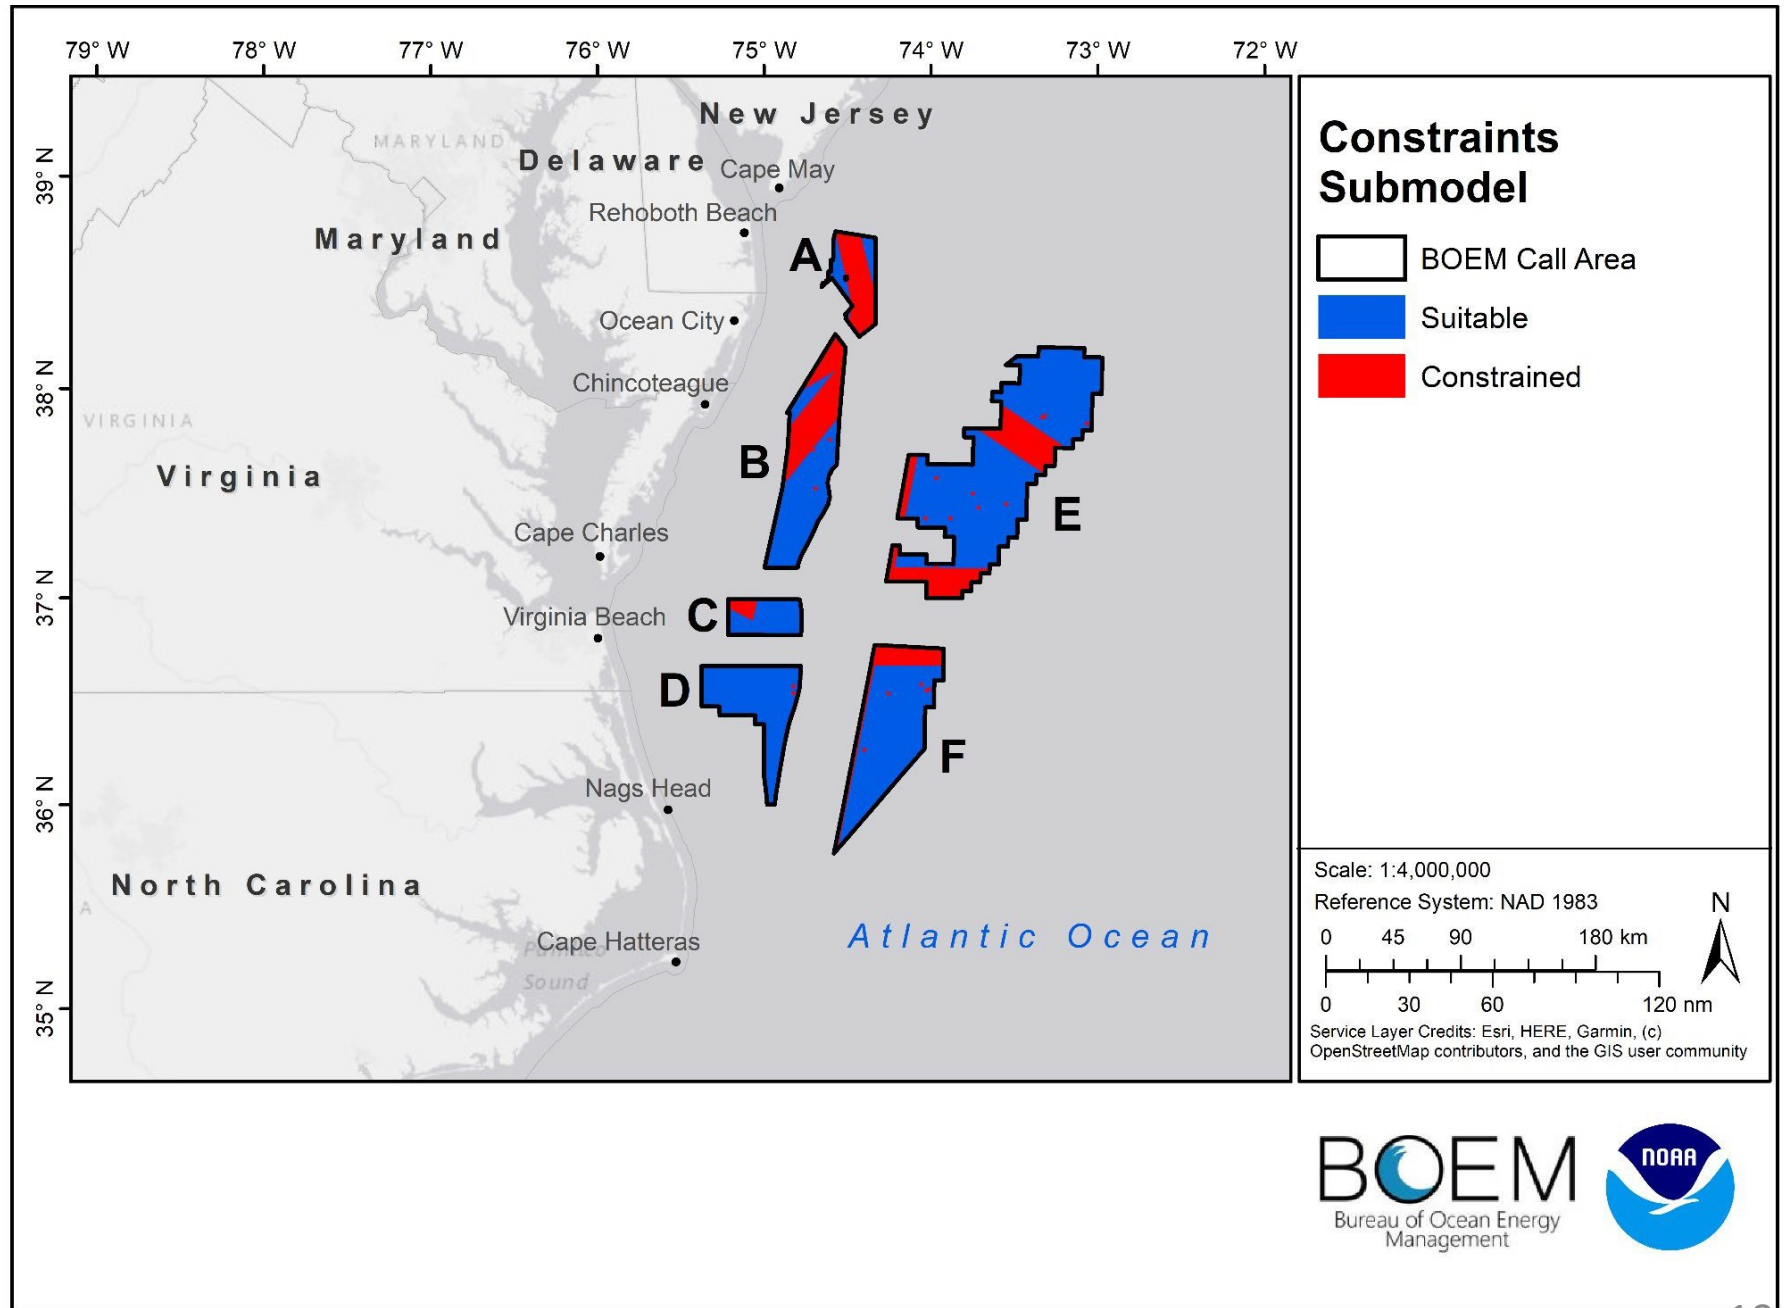 79° W 78° W 77° W 76° W 75° W 74° W 73° W 72° W
39° N
38° N
37° N
36° N
35° N
New Jersey
MARYLAND
Delaware
Cape May
Rehoboth Beach
Maryland
A
Ocean City
Chincoteague
VIRGINIA
B
Virginia
E
Cape Charles
Virginia Beach
C
D
F
Nags Head
North Carolina
A
Atlantic Ocean
Cape Hatteras
Pamlico
Sound
Constraints
Submodel
BOEM Call Area
Suitable
Constrained
Scale: 1:4,000,000
Reference System: NAD 1983
N
0 45 90 180 km
0 30 60 120 nm
Service Layer Credits: Esri, HERE, Garmin, (c)
OpenStreetMap contributors, and the GIS user community
BOEM
Bureau of Ocean Energy
Management
NOAA